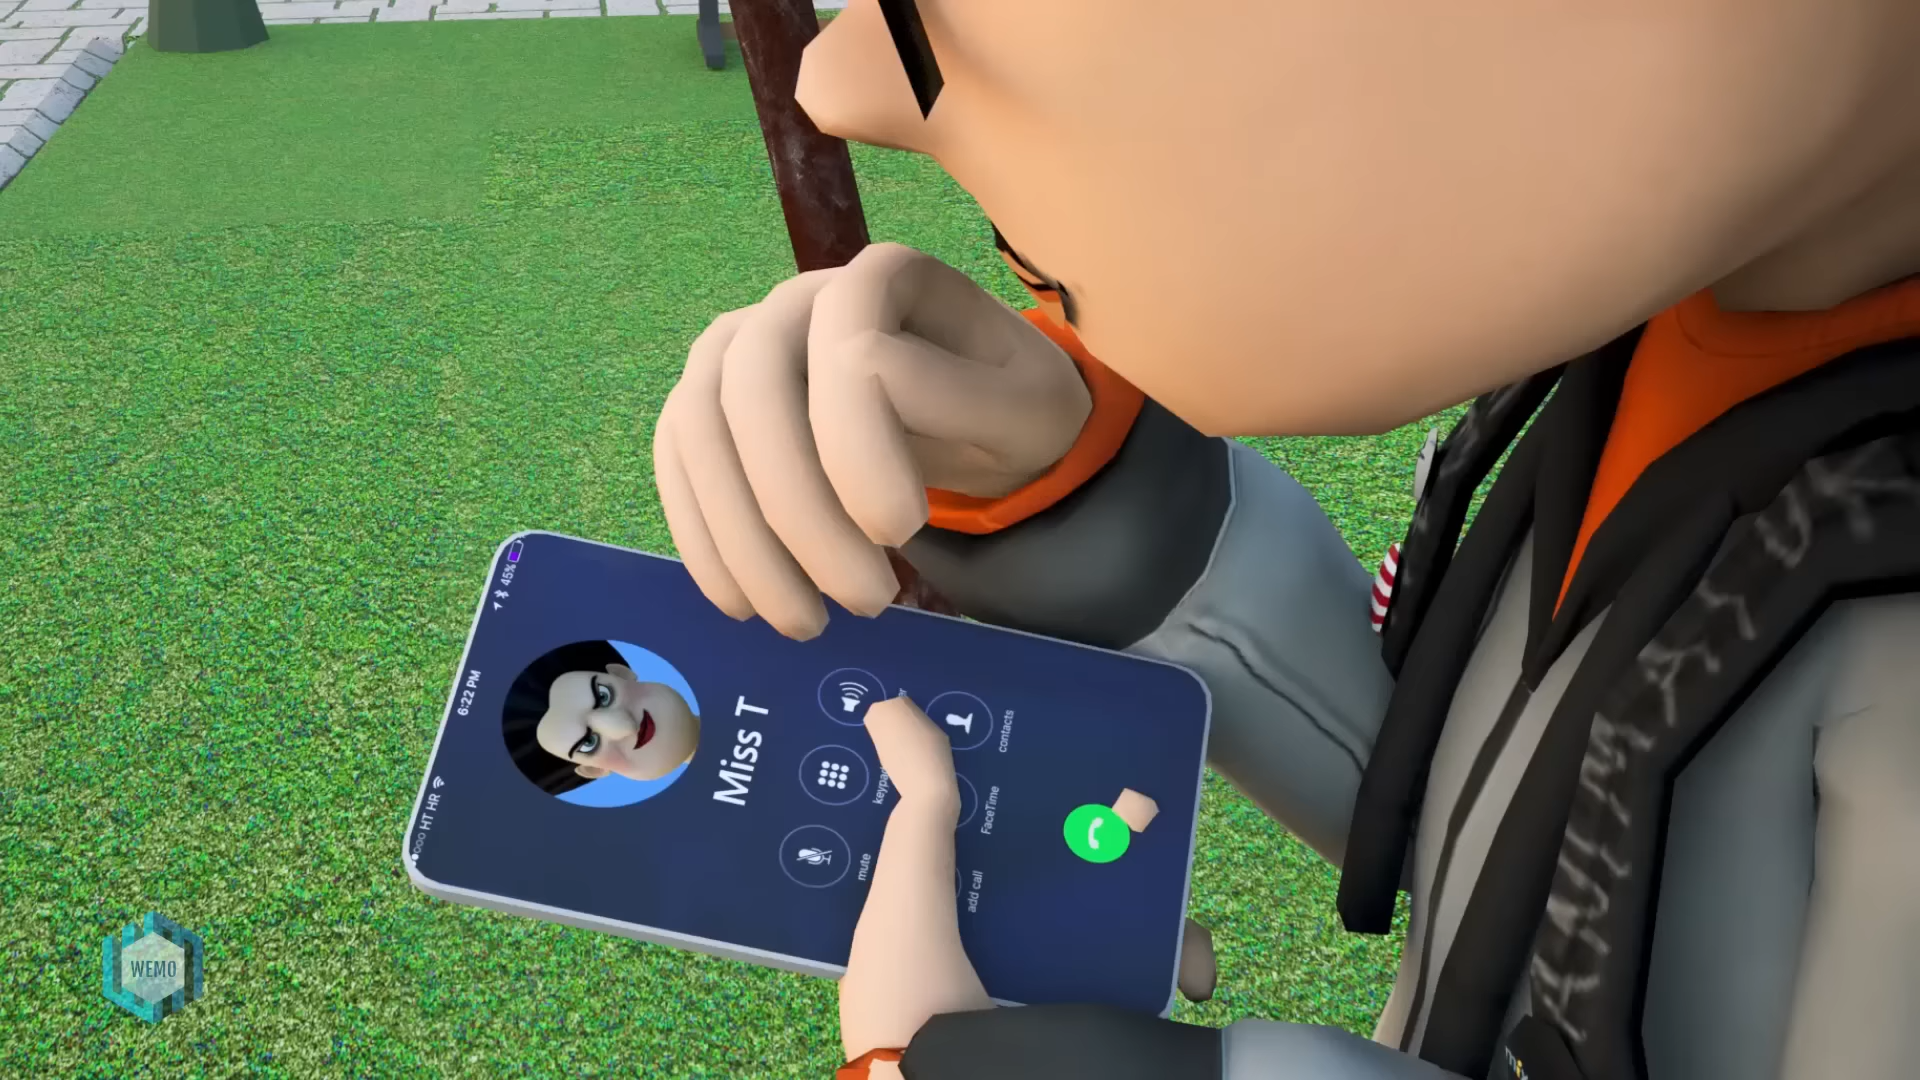 HT HR
6:22 PM
45%
Miss T
mute
keypad
add call
FaceTime
contacts
WEMO